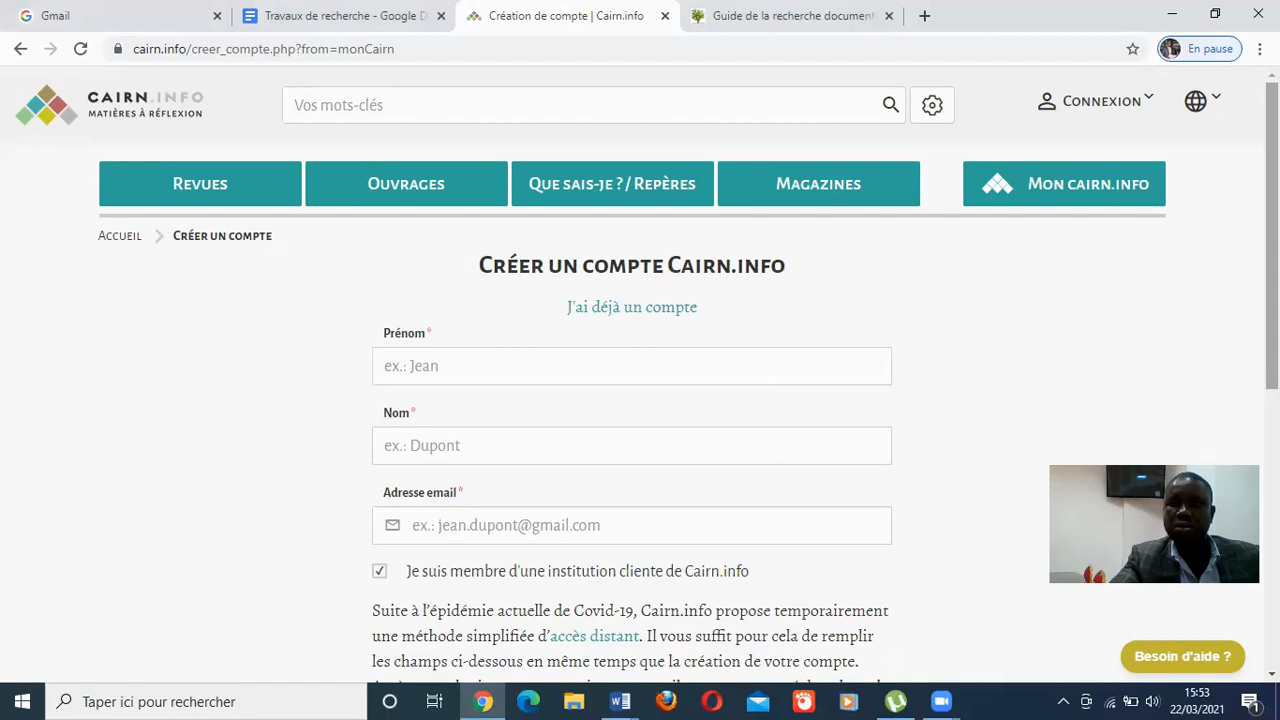 Gmail
Travaux de recherche - Google D
Création de compte | Cairn.info
Guide de la recherche document
cairn.info/creer_compte.php?from=monCairn
En pause
CAIRN.INFO
MATIÈRES À RÉFLEXION
Vos mots-clés
CONNEXION
REVUES
OUVRAGES
QUE SAIS-JE ? / REPÈRES
MAGAZINES
MON CAIRN.INFO
ACCUEIL
CRÉER UN COMPTE
CRÉER UN COMPTE CAIRN.INFO
J'ai déjà un compte
Prénom*
ex.: Jean
Nom*
ex.: Dupont
Adresse email*
ex.: jean.dupont@gmail.com
Je suis membre d'une institution cliente de Cairn.info
Suite à l'épidémie actuelle de Covid-19, Cairn.info propose temporairement
une méthode simplifiée d'accès distant. Il vous suffit pour cela de remplir
les champs ci-dessous en même temps que la création de votre compte.
Besoin d'aide ?
Taper ici pour rechercher
15:53
22/03/2021
1